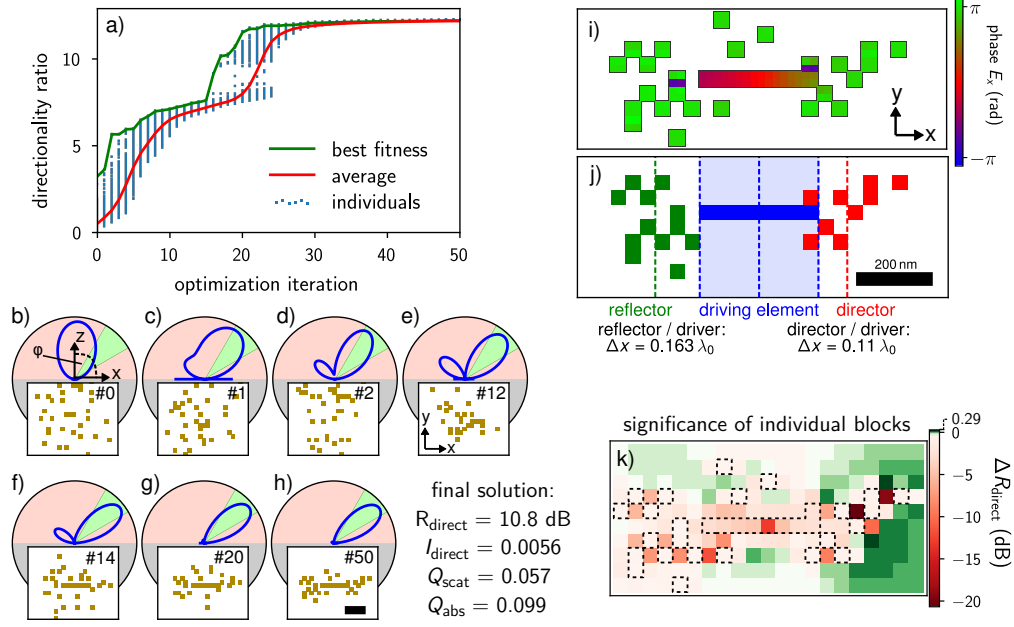 a)
directionality ratio
10
5
0
best fitness
average
individuals
0
10
20
30
40
50
optimization iteration
b)
φ
z
x
#0
c)
#1
d)
#2
e)
#12
y
x
f)
#14
g)
#20
h)
#50
final solution:
R_direct = 10.8 dB
I_direct = 0.0056
Q_scat = 0.057
Q_abs = 0.099
i)
y
x
π
phase E_x (rad)
−π
j)
200 nm
reflector
driving element
director
reflector / driver:
Δx = 0.163 λ₀
director / driver:
Δx = 0.11 λ₀
significance of individual blocks
k)
0.29
0
−5
−10
−15
−20
ΔR_direct (dB)